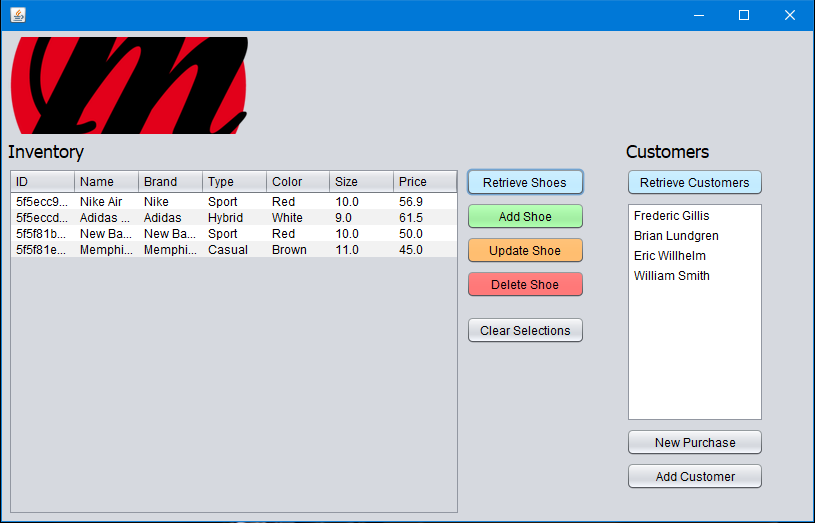 m
Inventory
Customers
ID Name Brand Type Color Size Price
5f5ecc9... Nike Air Nike Sport Red 10.0 56.9
5f5eccd... Adidas ... Adidas Hybrid White 9.0 61.5
5f5f81b... New Ba... New Ba... Sport Red 10.0 50.0
5f5f81e... Memphi... Memphi... Casual Brown 11.0 45.0
Retrieve Shoes
Add Shoe
Update Shoe
Delete Shoe
Clear Selections
Retrieve Customers
Frederic Gillis
Brian Lundgren
Eric Willhelm
William Smith
New Purchase
Add Customer